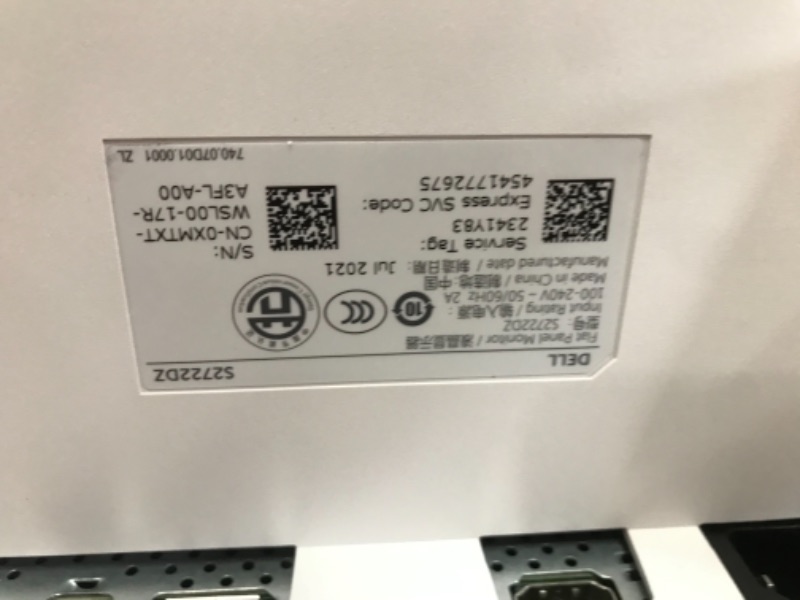 DELL S2722DZ
Flat Panel Monitor / 液晶显示器
型号: S2722DZ
Input Rating / 输入电源:
100-240V ~ 50/60Hz 2A
Made in China / 制造地: 中国
Manufactured date / 制造日期: Jul 2021
10
Service Tag:
2341Y83
Express SVC Code:
4541772675
S/N:
CN-0XMTXT-
WSL00-17R-
A3FL-A00
740.07D01.0001 ZL